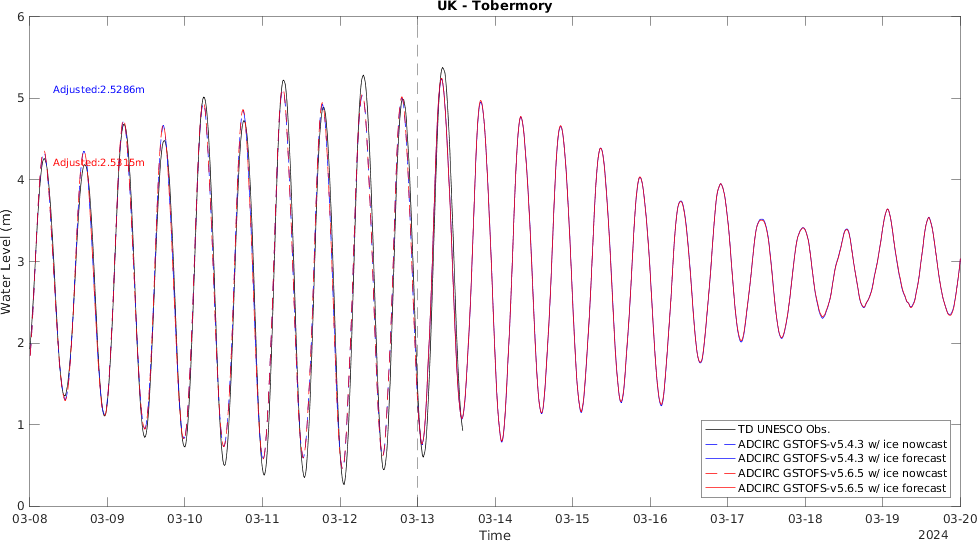 UK - Tobermory
6
5
4
3
2
1
0
Water Level (m)
Adjusted:2.5286m
Adjusted:2.5315m
TD UNESCO Obs.
ADCIRC GSTOFS-v5.4.3 w/ ice nowcast
ADCIRC GSTOFS-v5.4.3 w/ ice forecast
ADCIRC GSTOFS-v5.6.5 w/ ice nowcast
ADCIRC GSTOFS-v5.6.5 w/ ice forecast
03-08 03-09 03-10 03-11 03-12 03-13 03-14 03-15 03-16 03-17 03-18 03-19 03-20
Time
2024